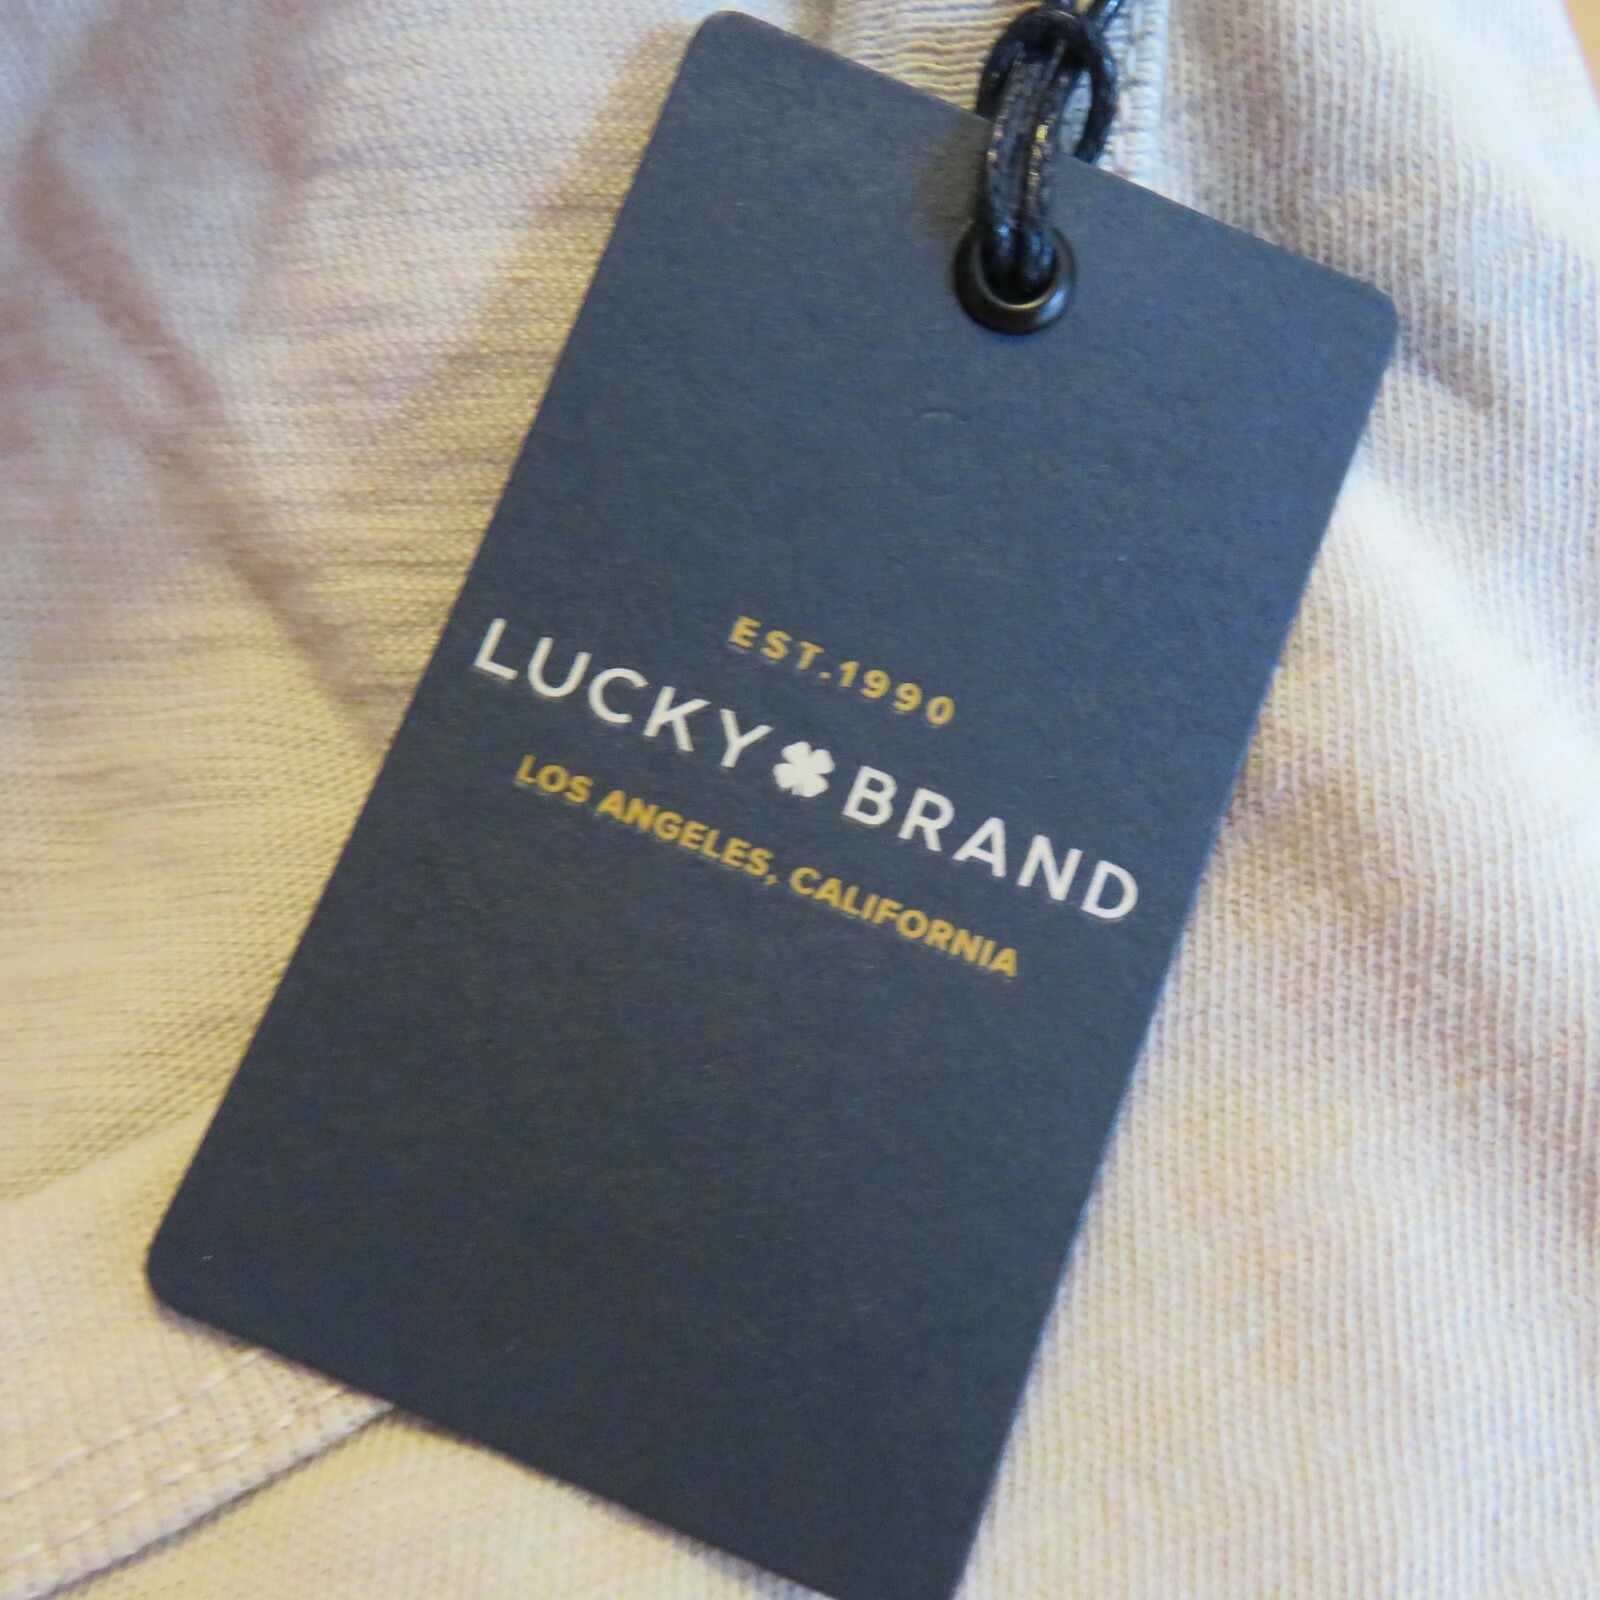 EST.1990
LUCKY BRAND
LOS ANGELES, CALIFORNIA